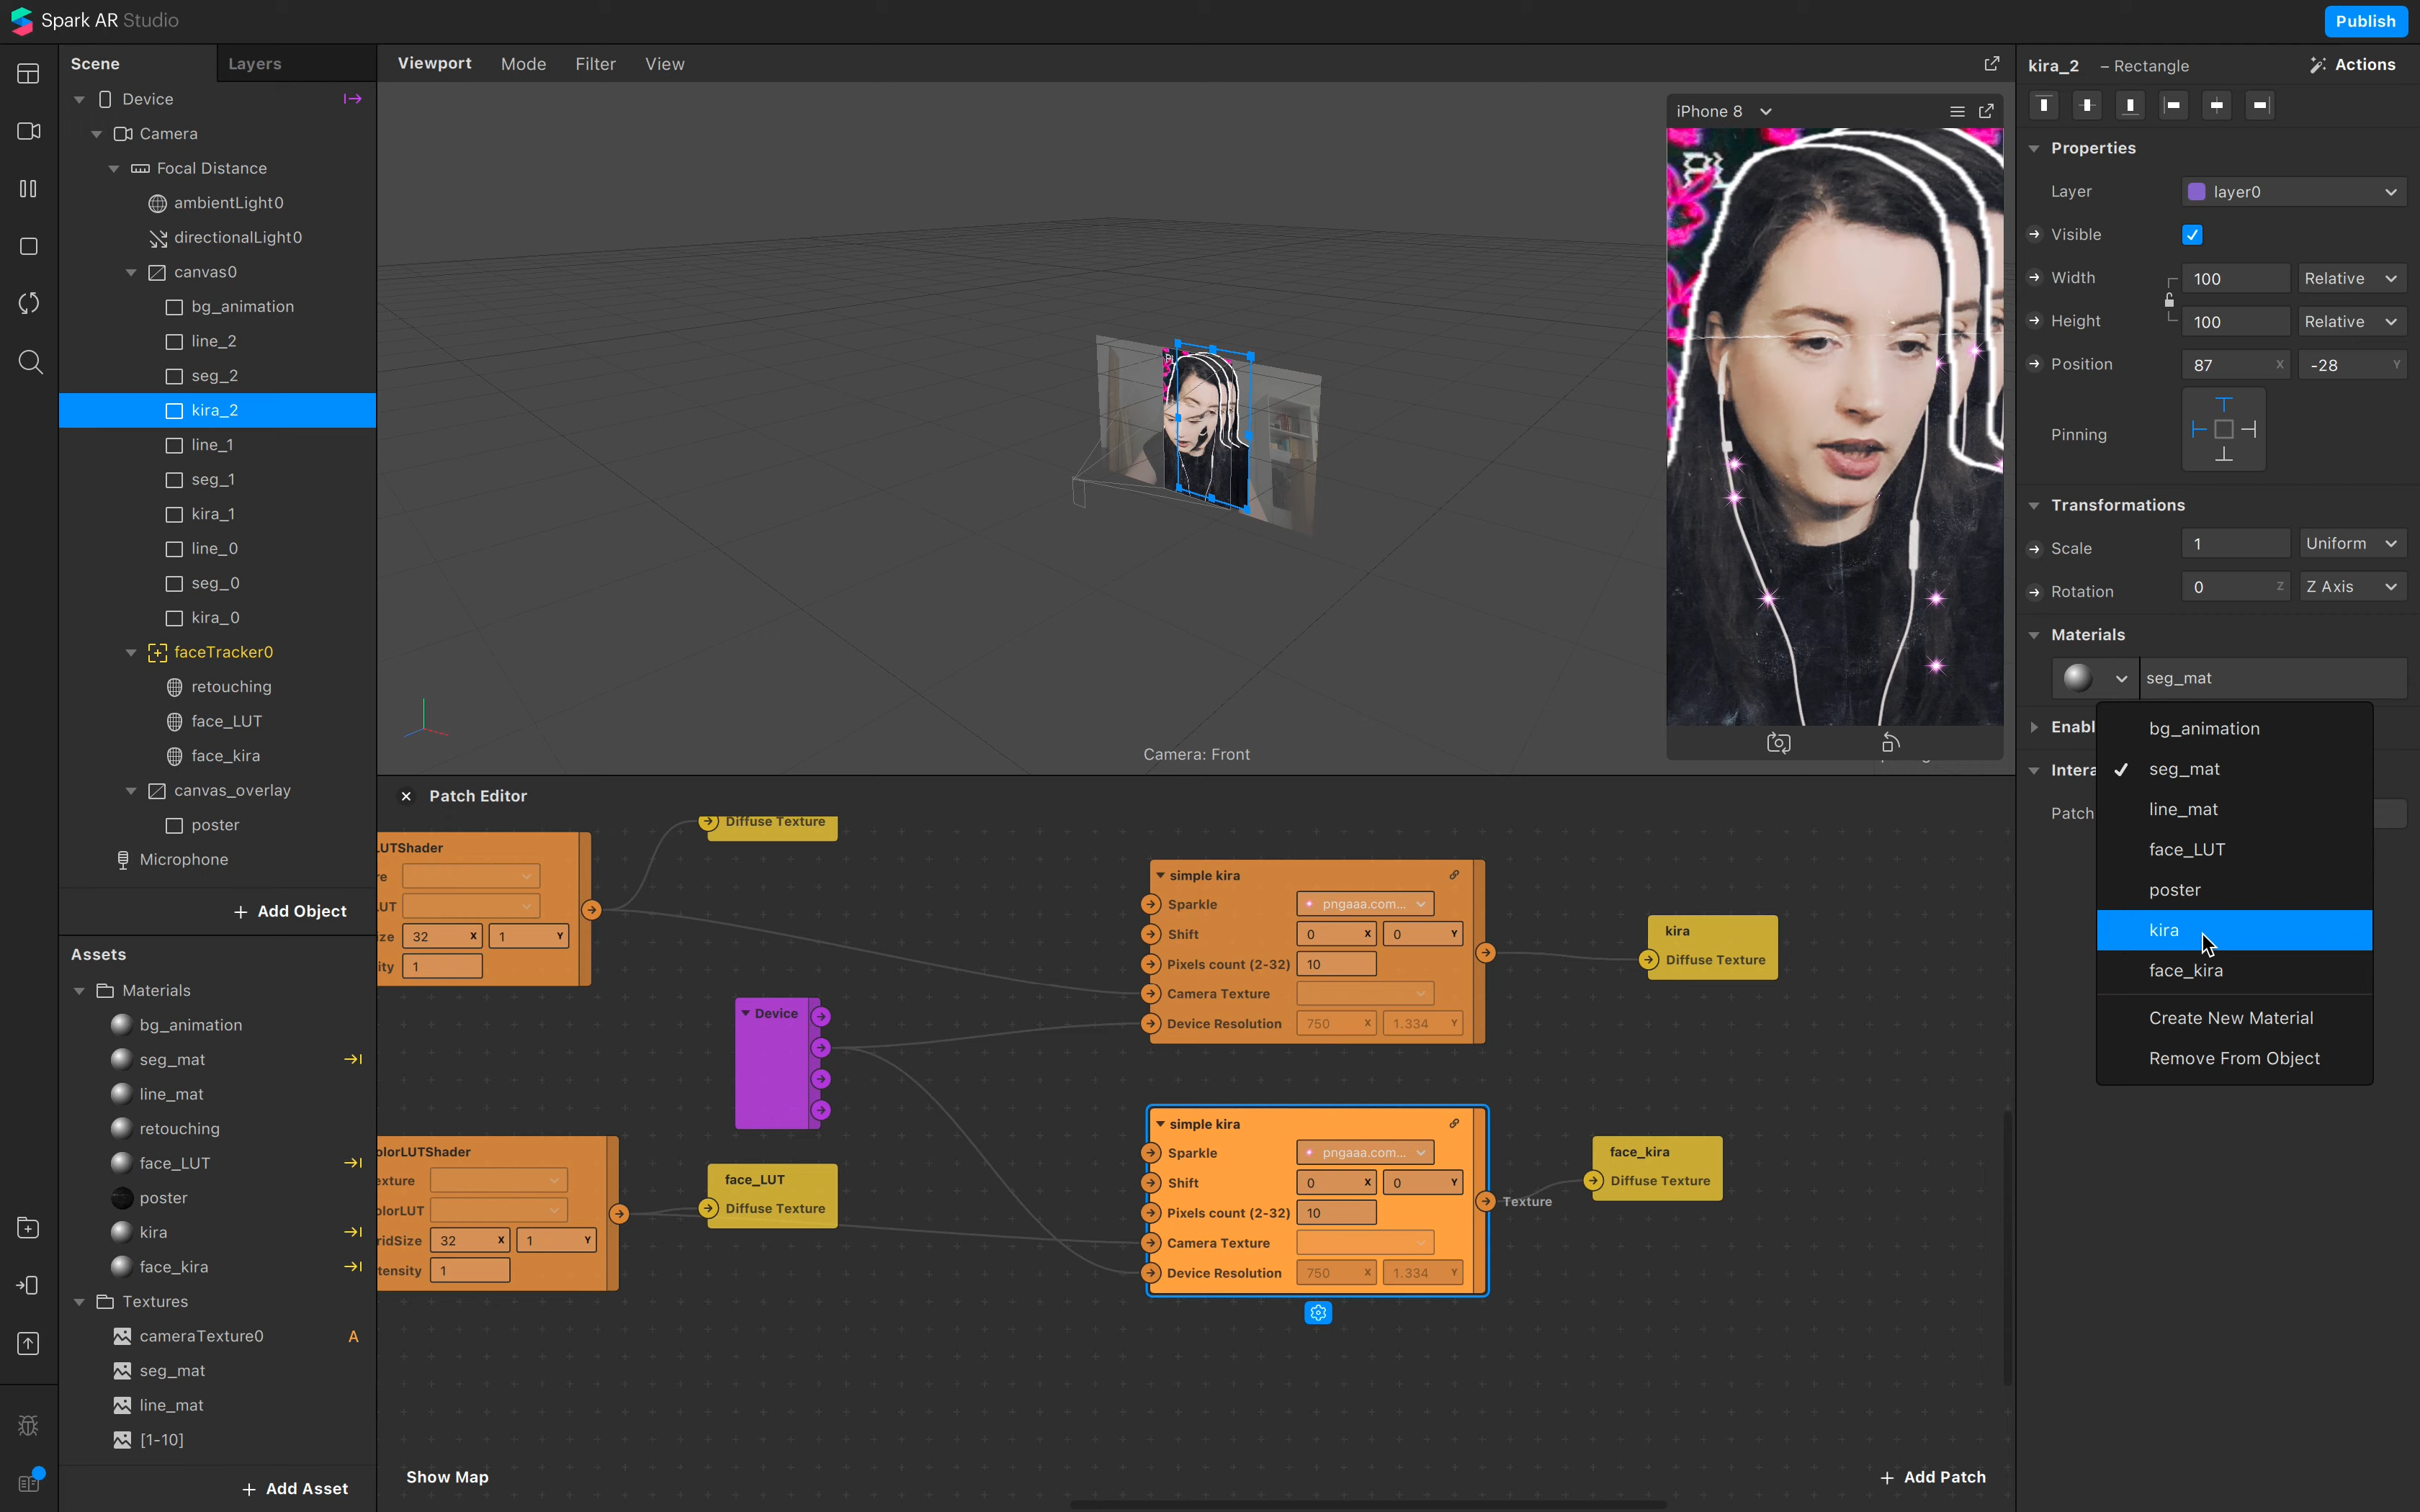 Spark AR Studio
Publish
Scene
Layers
Device
Camera
Focal Distance
ambientLight0
directionalLight0
canvas0
bg_animation
line_2
seg_2
kira_2
line_1
seg_1
kira_1
line_0
seg_0
kira_0
faceTracker0
retouching
face_LUT
face_kira
canvas_overlay
poster
Microphone
+ Add Object
Assets
Materials
bg_animation
seg_mat
line_mat
retouching
face_LUT
poster
kira
face_kira
Textures
cameraTexture0 A
seg_mat
line_mat
[1-10]
+ Add Asset
Viewport Mode Filter View
iPhone 8
Camera: Front
Patch Editor
Diffuse Texture
LUTShader
re
LUT
ize 32 X 1 Y
ity 1
Device
olorLUTShader
exture
olorLUT
ridSize 32 X 1 Y
tensity 1
face_LUT
Diffuse Texture
simple kira
Sparkle pngaaa.com...
Shift 0 X 0 Y
Pixels count (2-32) 10
Camera Texture
Device Resolution 750 X 1.334 Y
kira
Diffuse Texture
simple kira
Sparkle pngaaa.com...
Shift 0 X 0 Y
Pixels count (2-32) 10
Camera Texture
Device Resolution 750 X 1.334 Y
Texture
face_kira
Diffuse Texture
Show Map
+ Add Patch
kira_2 – Rectangle
Actions
Properties
Layer layer0
Visible
Width 100 Relative
Height 100 Relative
Position 87 X -28 Y
Pinning
Transformations
Scale 1 Uniform
Rotation 0 Z Z Axis
Materials
seg_mat
Enabl
Intera
Patch
bg_animation
seg_mat
line_mat
face_LUT
poster
kira
face_kira
Create New Material
Remove From Object